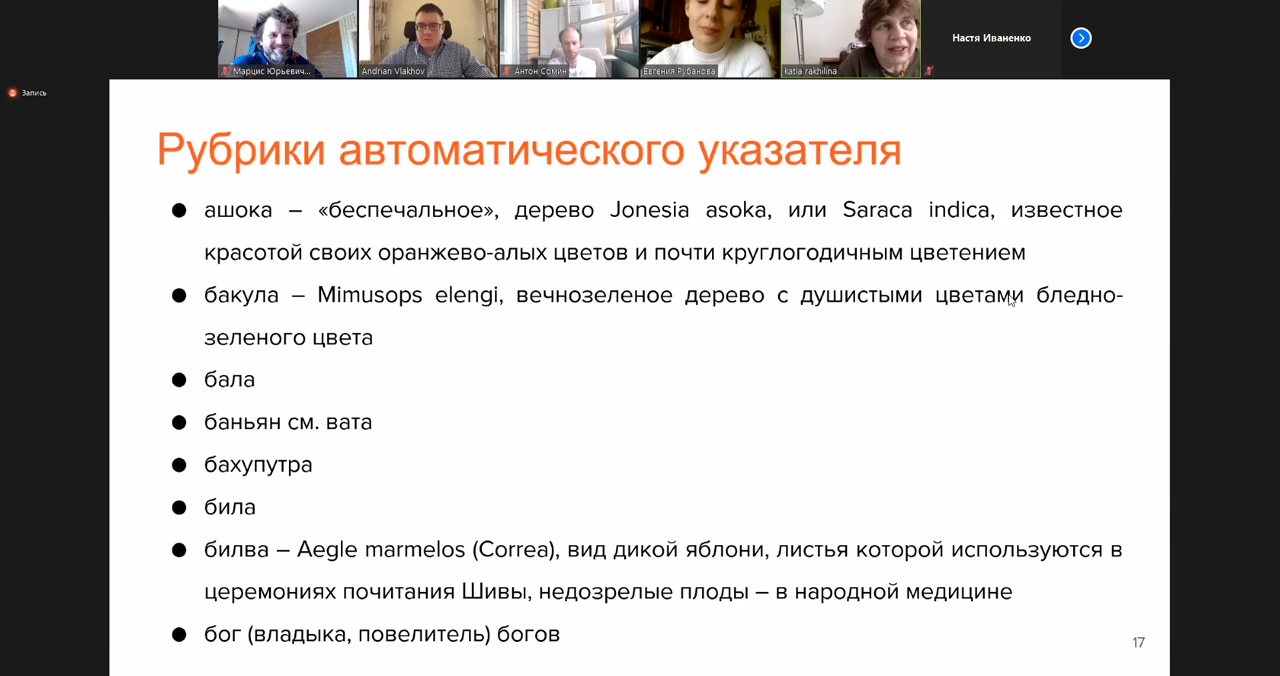 Настя Иваненко
Марцис Юрьевич...
Andrian Vlakhov
Антон Сомин
Евгения Рубанова
katia rakhilina
Запись
Рубрики автоматического указателя
● ашока – «беспечальное», дерево Jonesia asoka, или Saraca indica, известное
красотой своих оранжево-алых цветов и почти круглогодичным цветением
● бакула – Mimusops elengi, вечнозеленое дерево с душистыми цветами бледно-
зеленого цвета
● бала
● баньян см. вата
● бахупутра
● била
● билва – Aegle marmelos (Correa), вид дикой яблони, листья которой используются в
церемониях почитания Шивы, недозрелые плоды – в народной медицине
● бог (владыка, повелитель) богов
17